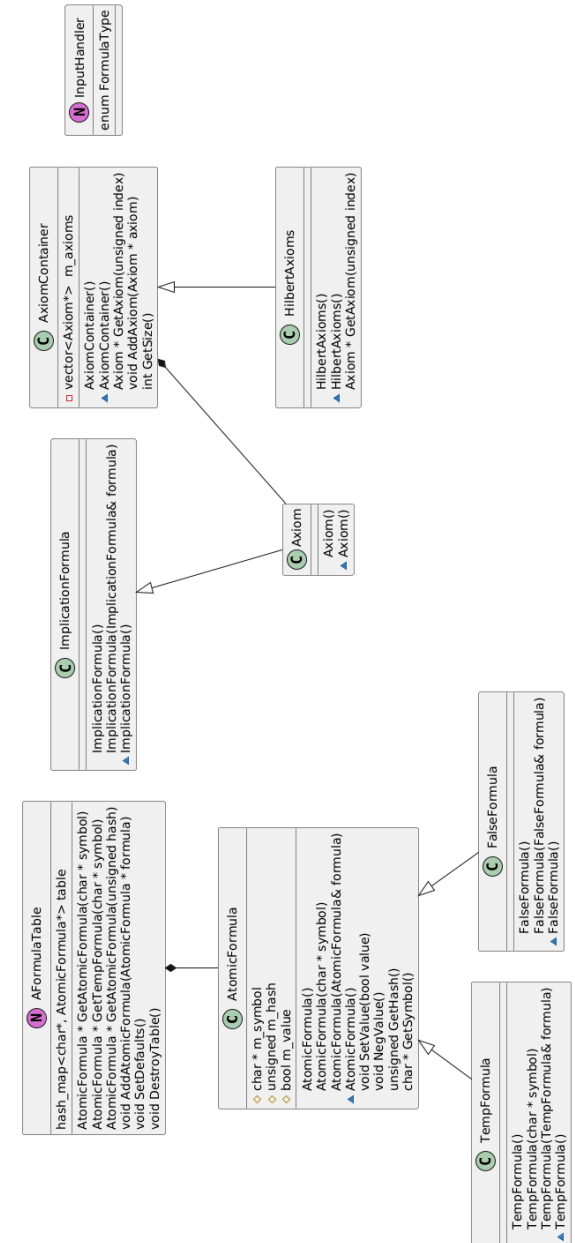 N AFormulaTable
hash_map<char*, AtomicFormula*> table
AtomicFormula * GetAtomicFormula(char * symbol)
AtomicFormula * GetTempFormula(char * symbol)
AtomicFormula * GetAtomicFormula(unsigned hash)
void AddAtomicFormula(AtomicFormula * formula)
void SetDefaults()
void DestroyTable()
C ImplicationFormula
ImplicationFormula()
ImplicationFormula(ImplicationFormula& formula)
ImplicationFormula()
C AxiomContainer
vector<Axiom*> m_axioms
AxiomContainer()
AxiomContainer()
Axiom * GetAxiom(unsigned index)
void AddAxiom(Axiom * axiom)
int GetSize()
N InputHandler
enum FormulaType
C AtomicFormula
char * m_symbol
unsigned m_hash
bool m_value
AtomicFormula()
AtomicFormula(char * symbol)
AtomicFormula(AtomicFormula& formula)
AtomicFormula()
void SetValue(bool value)
void NegValue()
unsigned GetHash()
char * GetSymbol()
C Axiom
Axiom()
Axiom()
C HilbertAxioms
HilbertAxioms()
HilbertAxioms()
Axiom * GetAxiom(unsigned index)
C TempFormula
TempFormula()
TempFormula(char * symbol)
TempFormula(TempFormula& formula)
TempFormula()
C FalseFormula
FalseFormula()
FalseFormula(FalseFormula& formula)
FalseFormula()